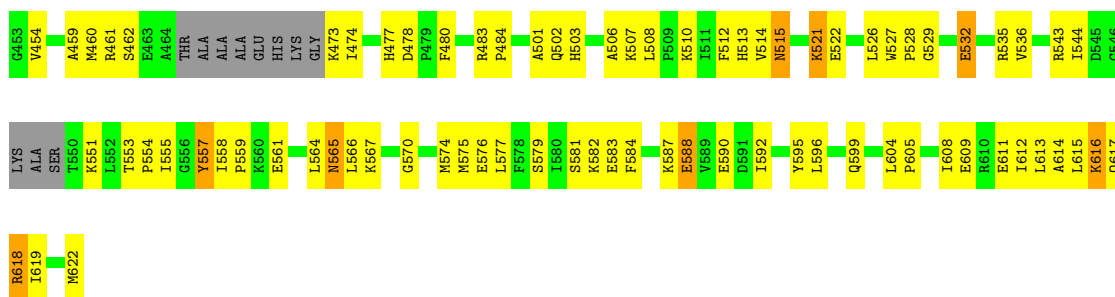 G453 V454 A459 M460 R461 S462 E463 A464 THR ALA ALA ALA GLU HIS LYS GLY K473 I474 H477 D478 P479 F480 R483 P484 A501 Q502 H503 A506 K507 L508 P509 K510 I511 F512 H513 V514 N515 K521 E522 L526 W527 P528 G529 E532 R535 V536 R543 I544 D545
LYS ALA SER T550 K551 L552 T553 P554 I555 G556 Y557 I558 P559 K560 E561 L564 N565 L566 K567 G570 M574 M575 E576 L577 F578 S579 I580 S581 K582 E583 F584 K587 E588 V589 E590 D591 I592 Y595 L596 Q599 L604 P605 I608 E609 R610 E611 I612 L613 A614 L615 K616
R618 I619 M622